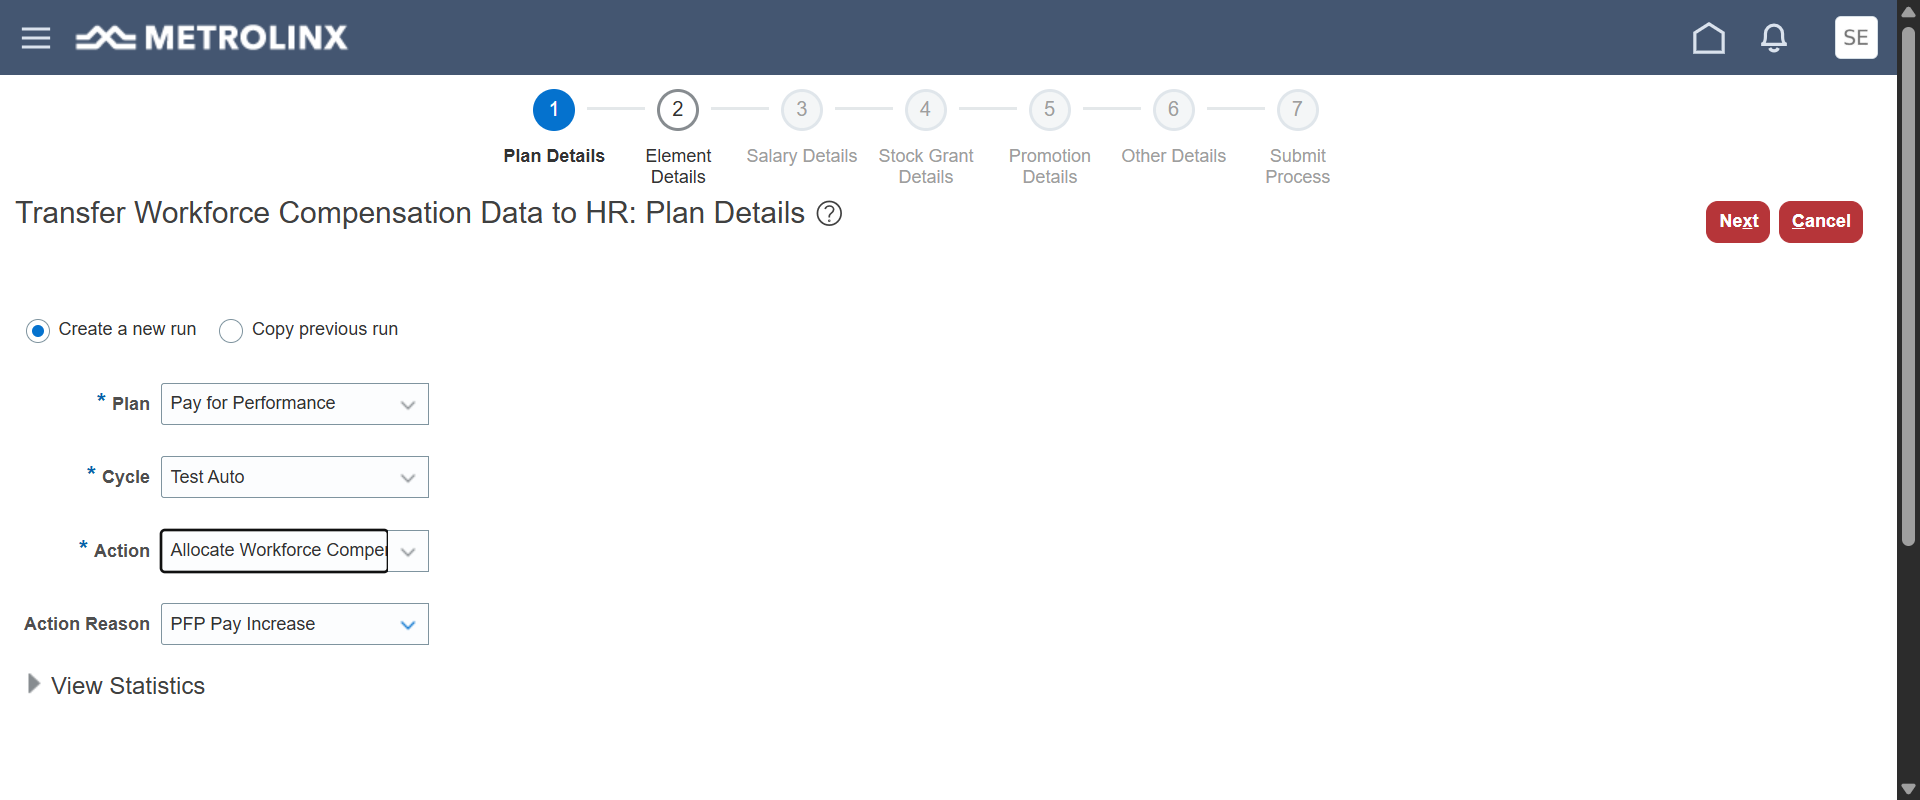 METROLINX
SE
1
2
3
4
5
6
7
Plan Details
Element Details
Salary Details
Stock Grant Details
Promotion Details
Other Details
Submit Process
Transfer Workforce Compensation Data to HR: Plan Details ?
Next
Cancel
Create a new run
Copy previous run
* Plan
Pay for Performance
* Cycle
Test Auto
* Action
Allocate Workforce
Action Reason
PFP Pay Increase
View Statistics